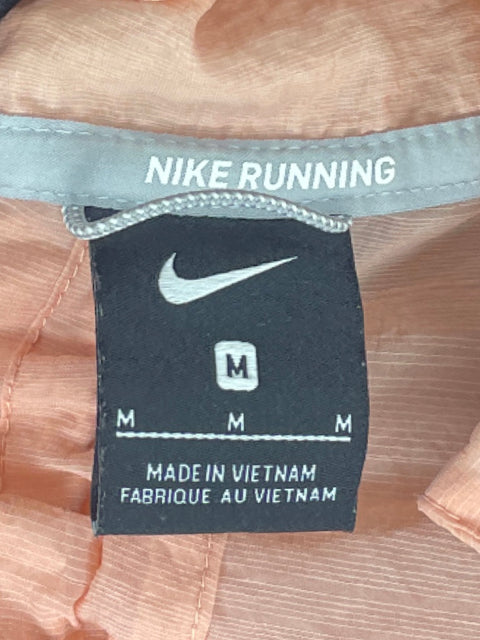 NIKE RUNNING
M
M M M
MADE IN VIETNAM
FABRIQUE AU VIETNAM